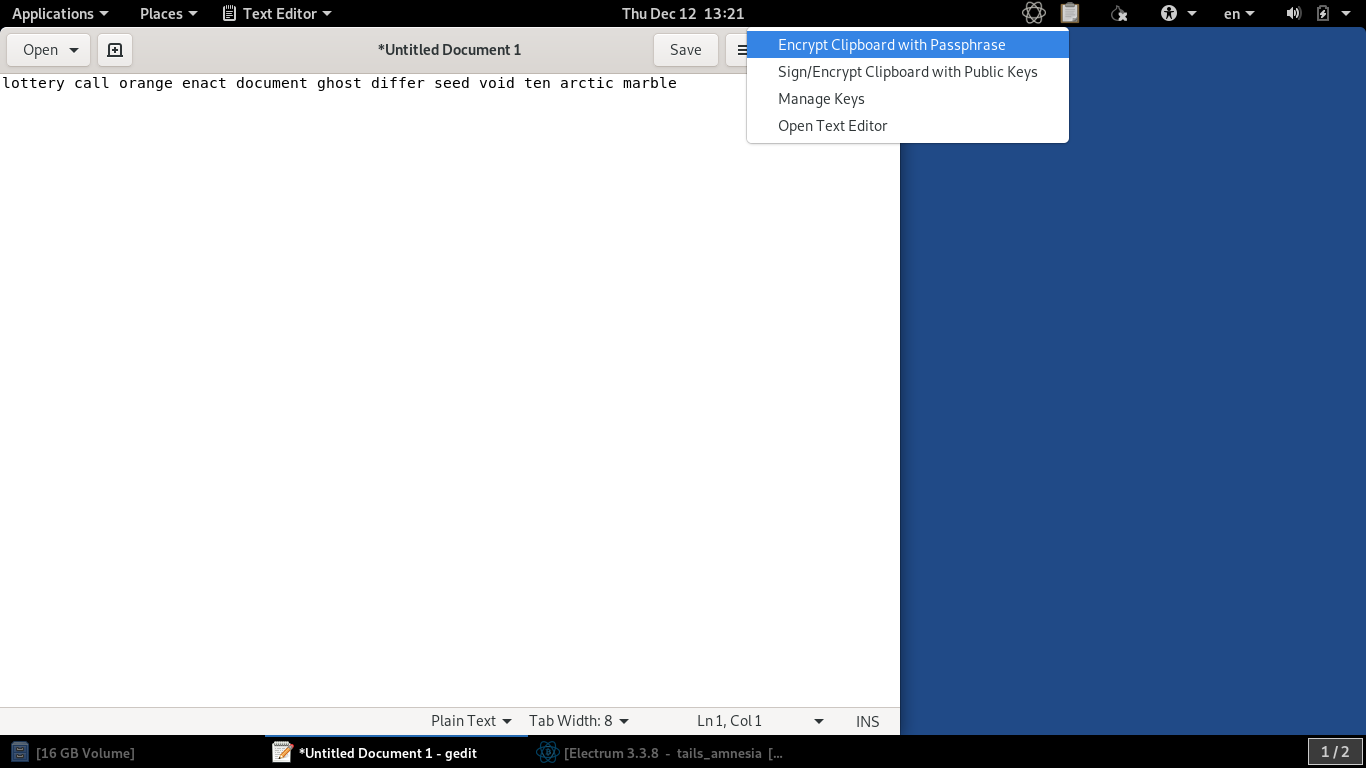 Applications Places Text Editor Thu Dec 12 13:21 en
Open *Untitled Document 1 Save
Encrypt Clipboard with Passphrase
Sign/Encrypt Clipboard with Public Keys
Manage Keys
Open Text Editor
lottery call orange enact document ghost differ seed void ten arctic marble
Plain Text Tab Width: 8 Ln 1, Col 1 INS
[16 GB Volume] *Untitled Document 1 - gedit [Electrum 3.3.8 - tails_amnesia [... 1 / 2